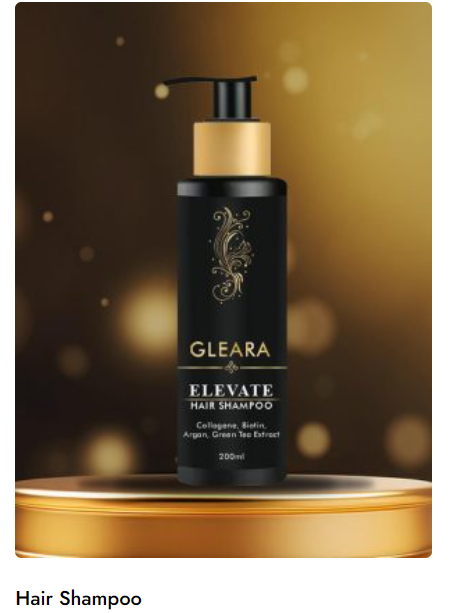 GLEARA
ELEVATE
HAIR SHAMPOO
Collagene, Biotin,
Argan, Green Tea Extract
200ml
Hair Shampoo